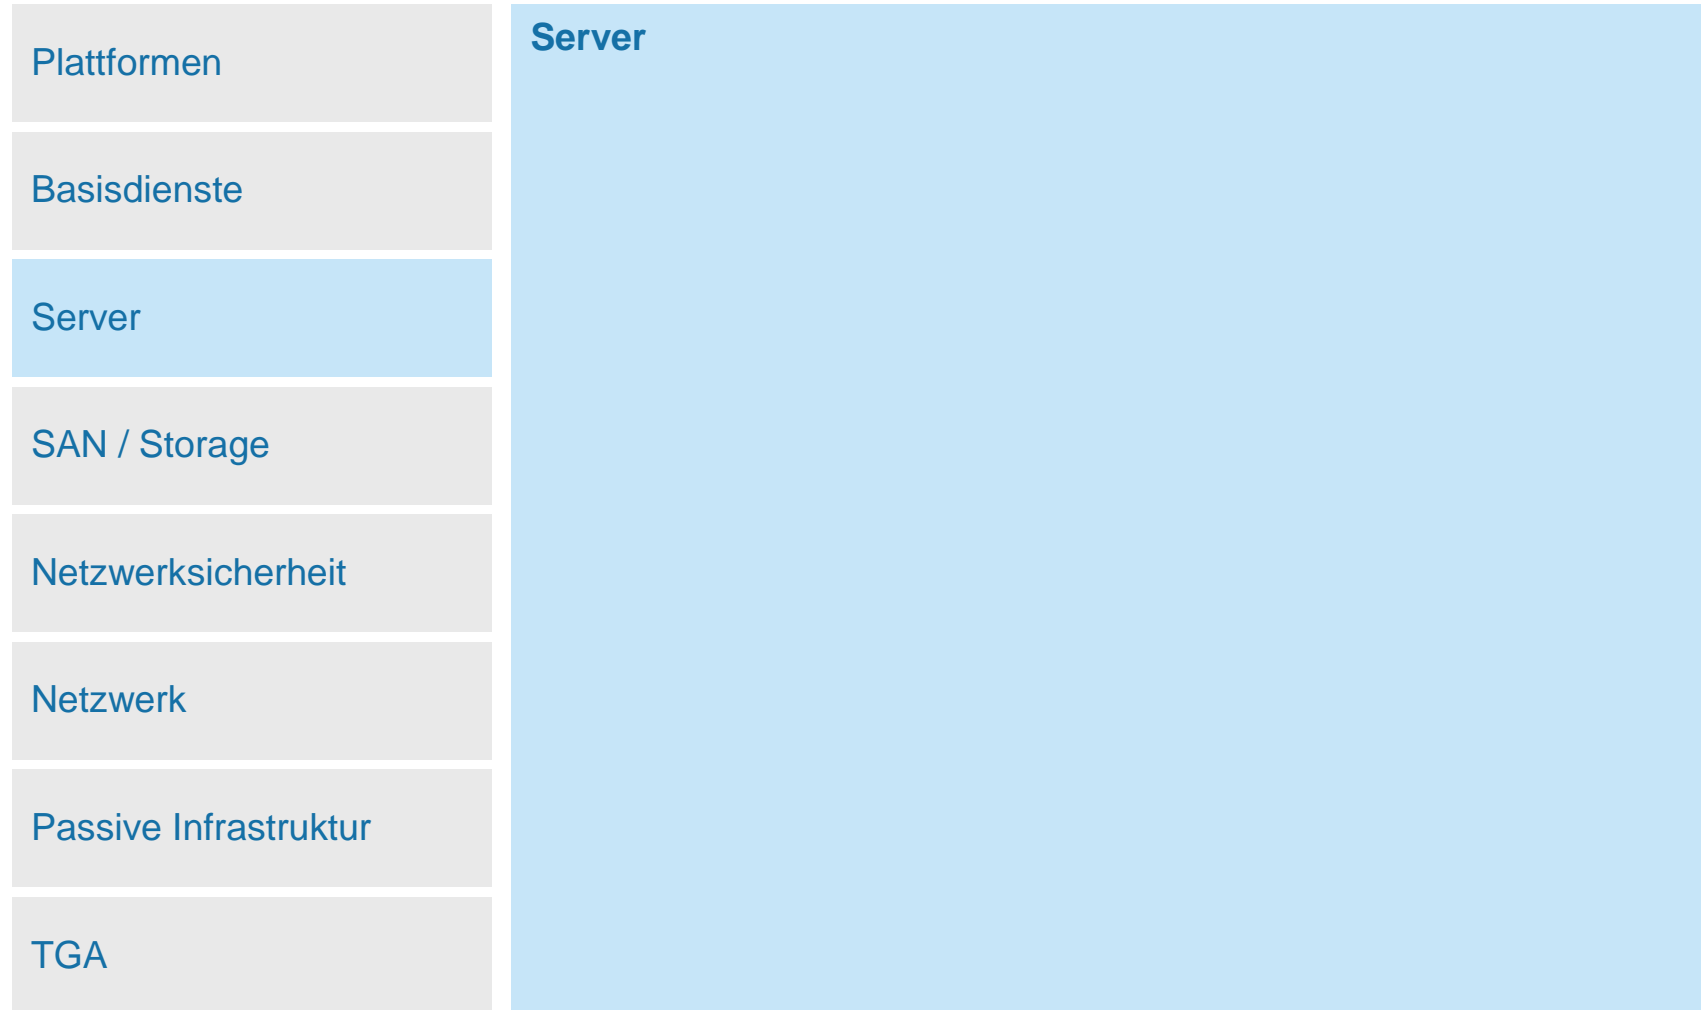 Plattformen
Basisdienste
Server
SAN / Storage
Netzwerksicherheit
Netzwerk
Passive Infrastruktur
TGA
Server